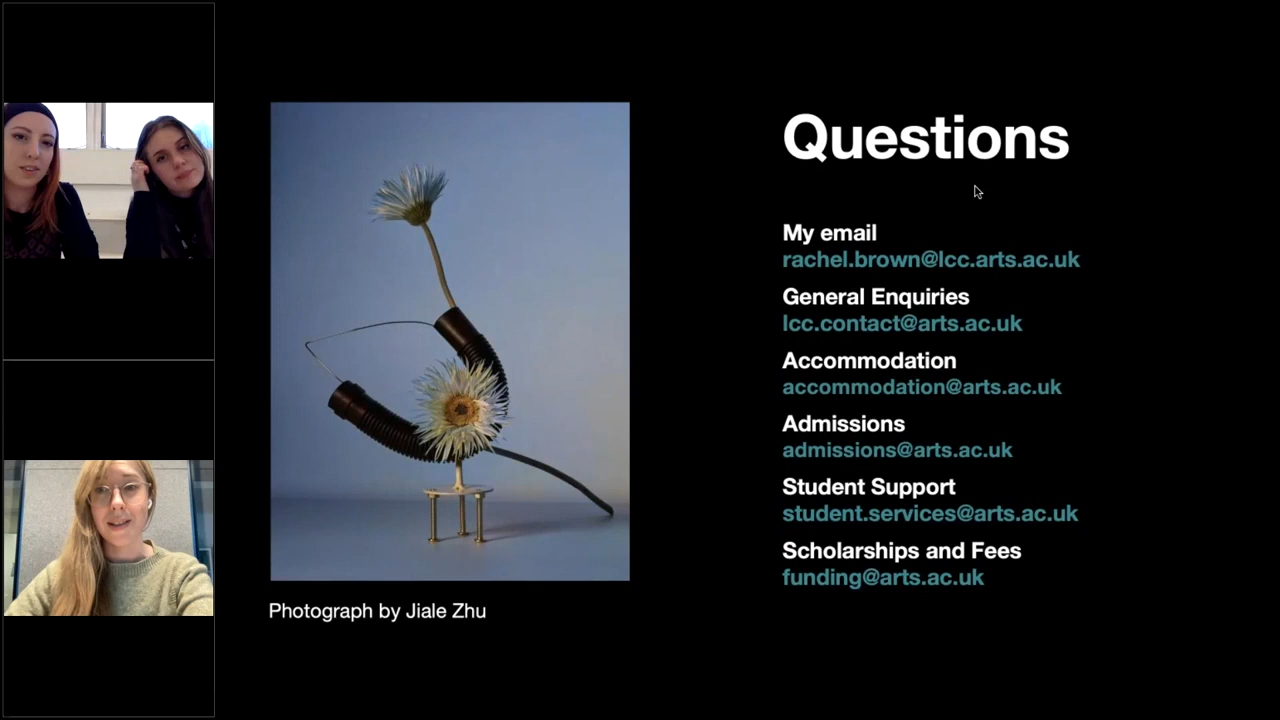 Questions
My email
rachel.brown@lcc.arts.ac.uk
General Enquiries
lcc.contact@arts.ac.uk
Accommodation
accommodation@arts.ac.uk
Admissions
admissions@arts.ac.uk
Student Support
student.services@arts.ac.uk
Scholarships and Fees
funding@arts.ac.uk
Photograph by Jiale Zhu